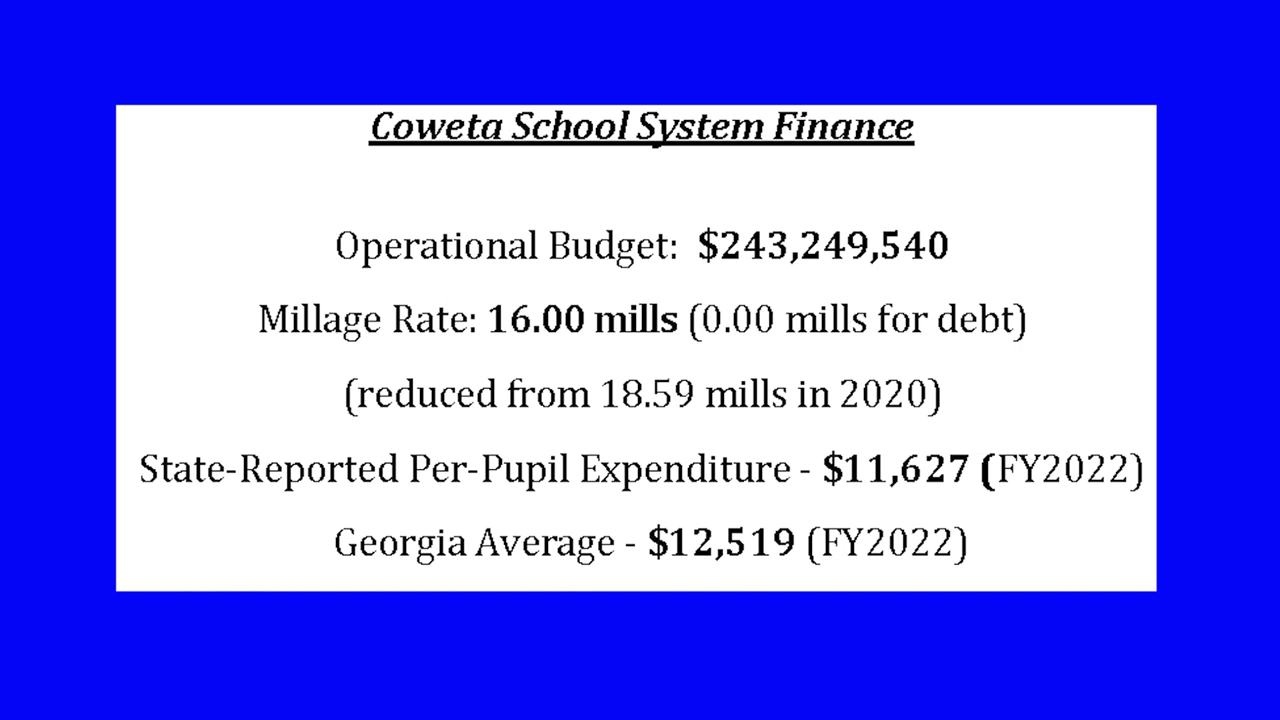 Coweta School System Finance
Operational Budget: $243,249,540
Millage Rate: 16.00 mills (0.00 mills for debt)
(reduced from 18.59 mills in 2020)
State-Reported Per-Pupil Expenditure - $11,627 (FY2022)
Georgia Average - $12,519 (FY2022)